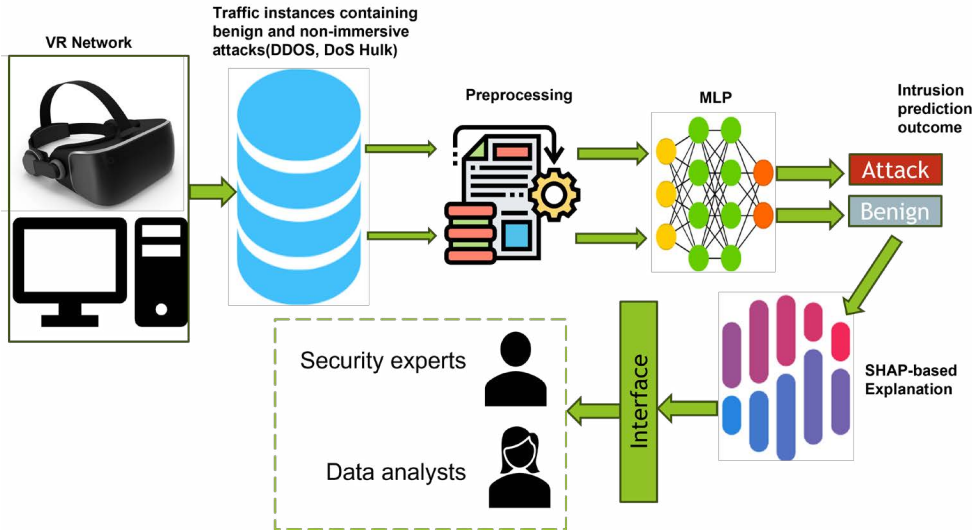 VR Network
Traffic instances containing
benign and non-immersive
attacks(DDOS, DoS Hulk)
Preprocessing
MLP
Intrusion
prediction
outcome
Attack
Benign
SHAP-based
Explanation
Interface
Security experts
Data analysts